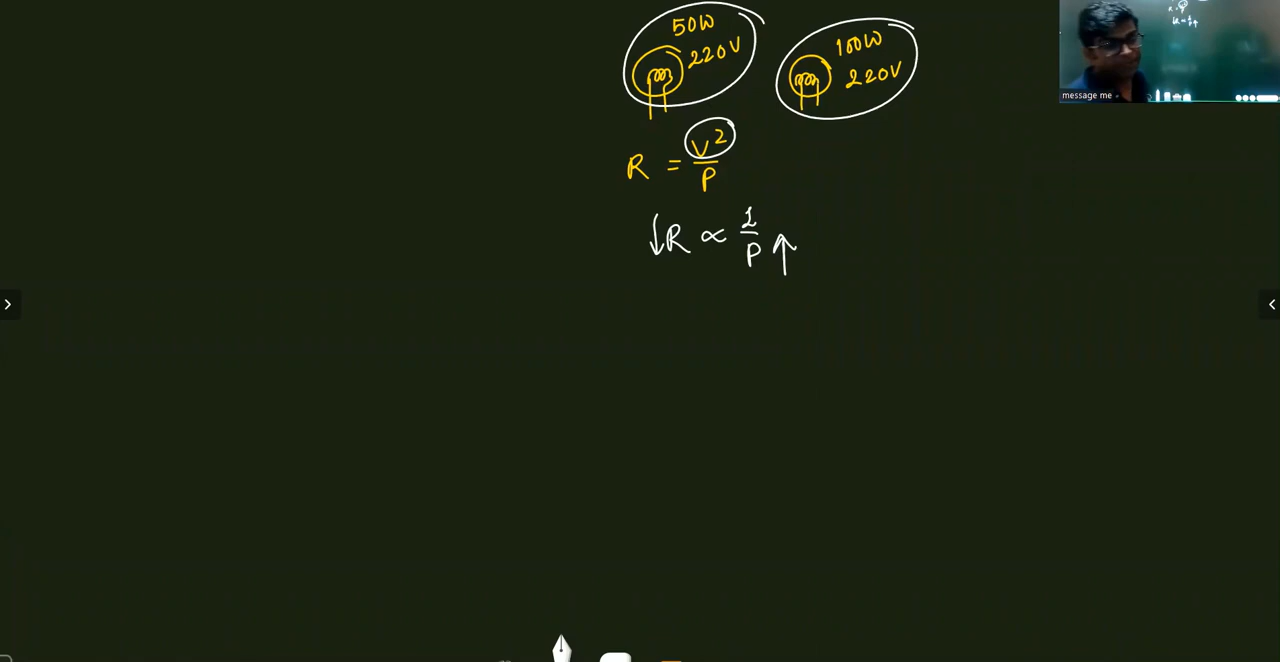 50W
220V
100W
220V
R = V²/P
↓R ∝ 1/P ↑
message me